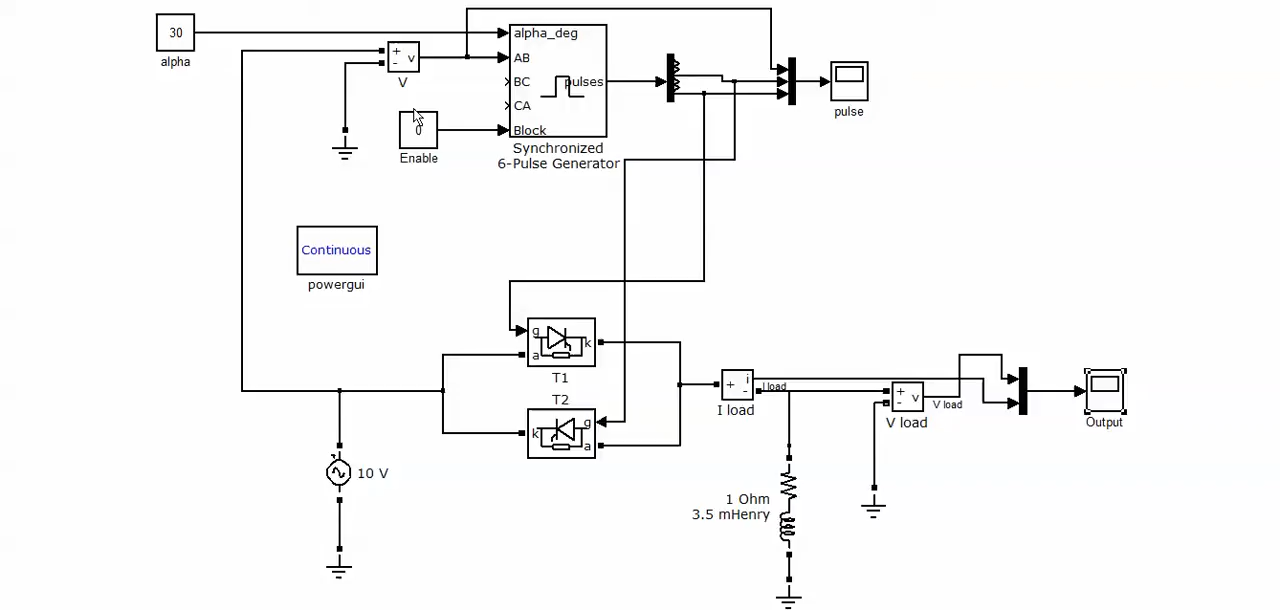 30
alpha
+
-
v
V
0
Enable
alpha_deg
AB
BC
CA
Block
pulses
Synchronized
6-Pulse Generator
pulse
Continuous
powergui
g
a
k
T1
T2
k
g
a
10 V
+
i
-
I load
I load
+
-
v
V load
V load
Output
1 Ohm
3.5 mHenry